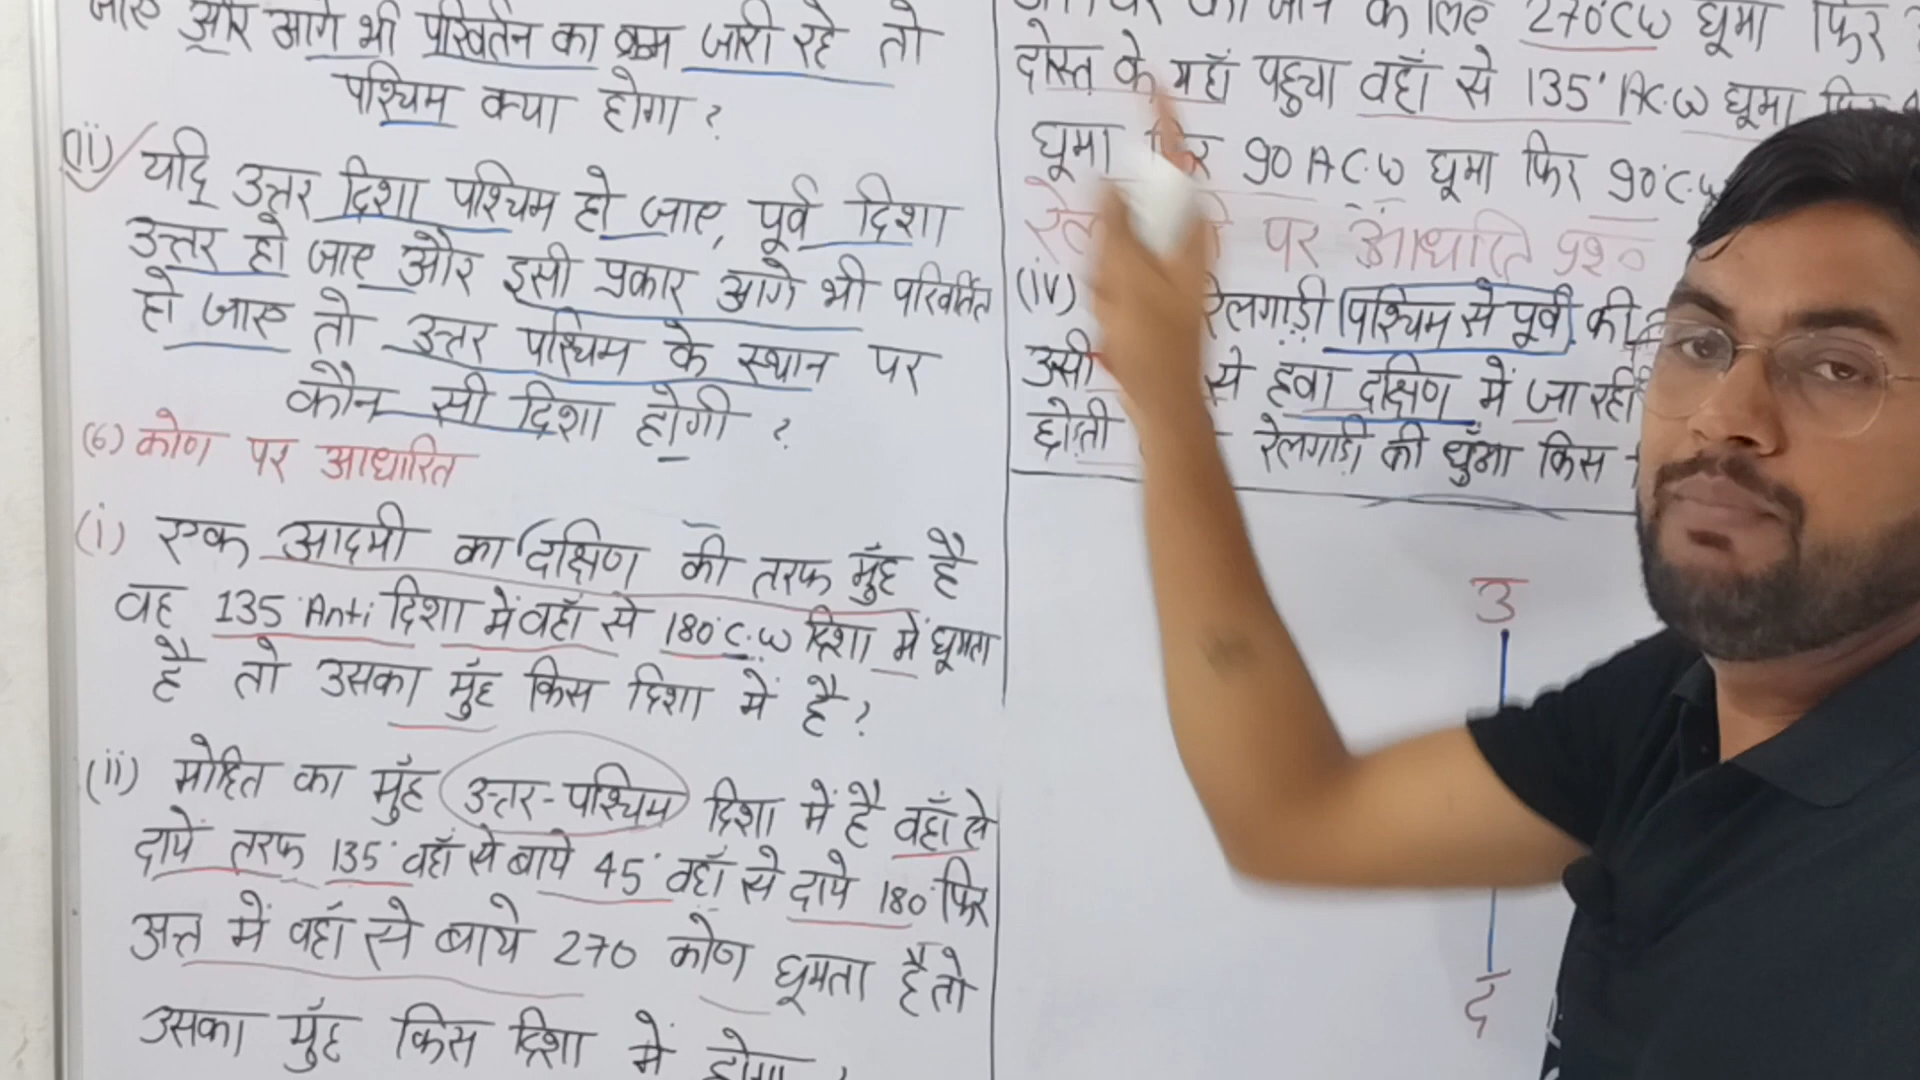 जाए और आगे भी परिवर्तन का क्रम जारी रहे तो
पश्चिम क्या होगा ?
(ii) यदि उत्तर दिशा पश्चिम हो जाए, पूर्व दिशा
उत्तर हो जाए और इसी प्रकार आगे भी परिवर्तित
हो जाए तो उत्तर पश्चिम के स्थान पर
कौन सी दिशा होगी ?
(6) कोण पर आधारित
(i) एक आदमी का दक्षिण की तरफ मुँह है
वह 135° Anti दिशा में वहाँ से 180° C.W दिशा में घूमता
है तो उसका मुँह किस दिशा में है?
(ii) मोहित का मुँह उत्तर-पश्चिम दिशा में है वहाँ से
दायें तरफ 135° वहाँ से बाये 45° वहाँ से दाये 180° फिर
अन्त में वहाँ से बाये 270 कोण घूमता है तो
उसका मुँह किस दिशा में होगा ?
के लिए 270°CW घूमा फिर
दोस्त के यहाँ पहुचा वहाँ से 135° A.C.W घूमा फिर
घूमा फिर 90 A.C.W घूमा फिर 90°C.W
पर आधारित प्रश्न
(iv) रेलगाड़ी पश्चिम से पूर्व की
उसी से हवा दक्षिण में जा रही
छोती रेलगाड़ी की धुँआ किस
उ
द